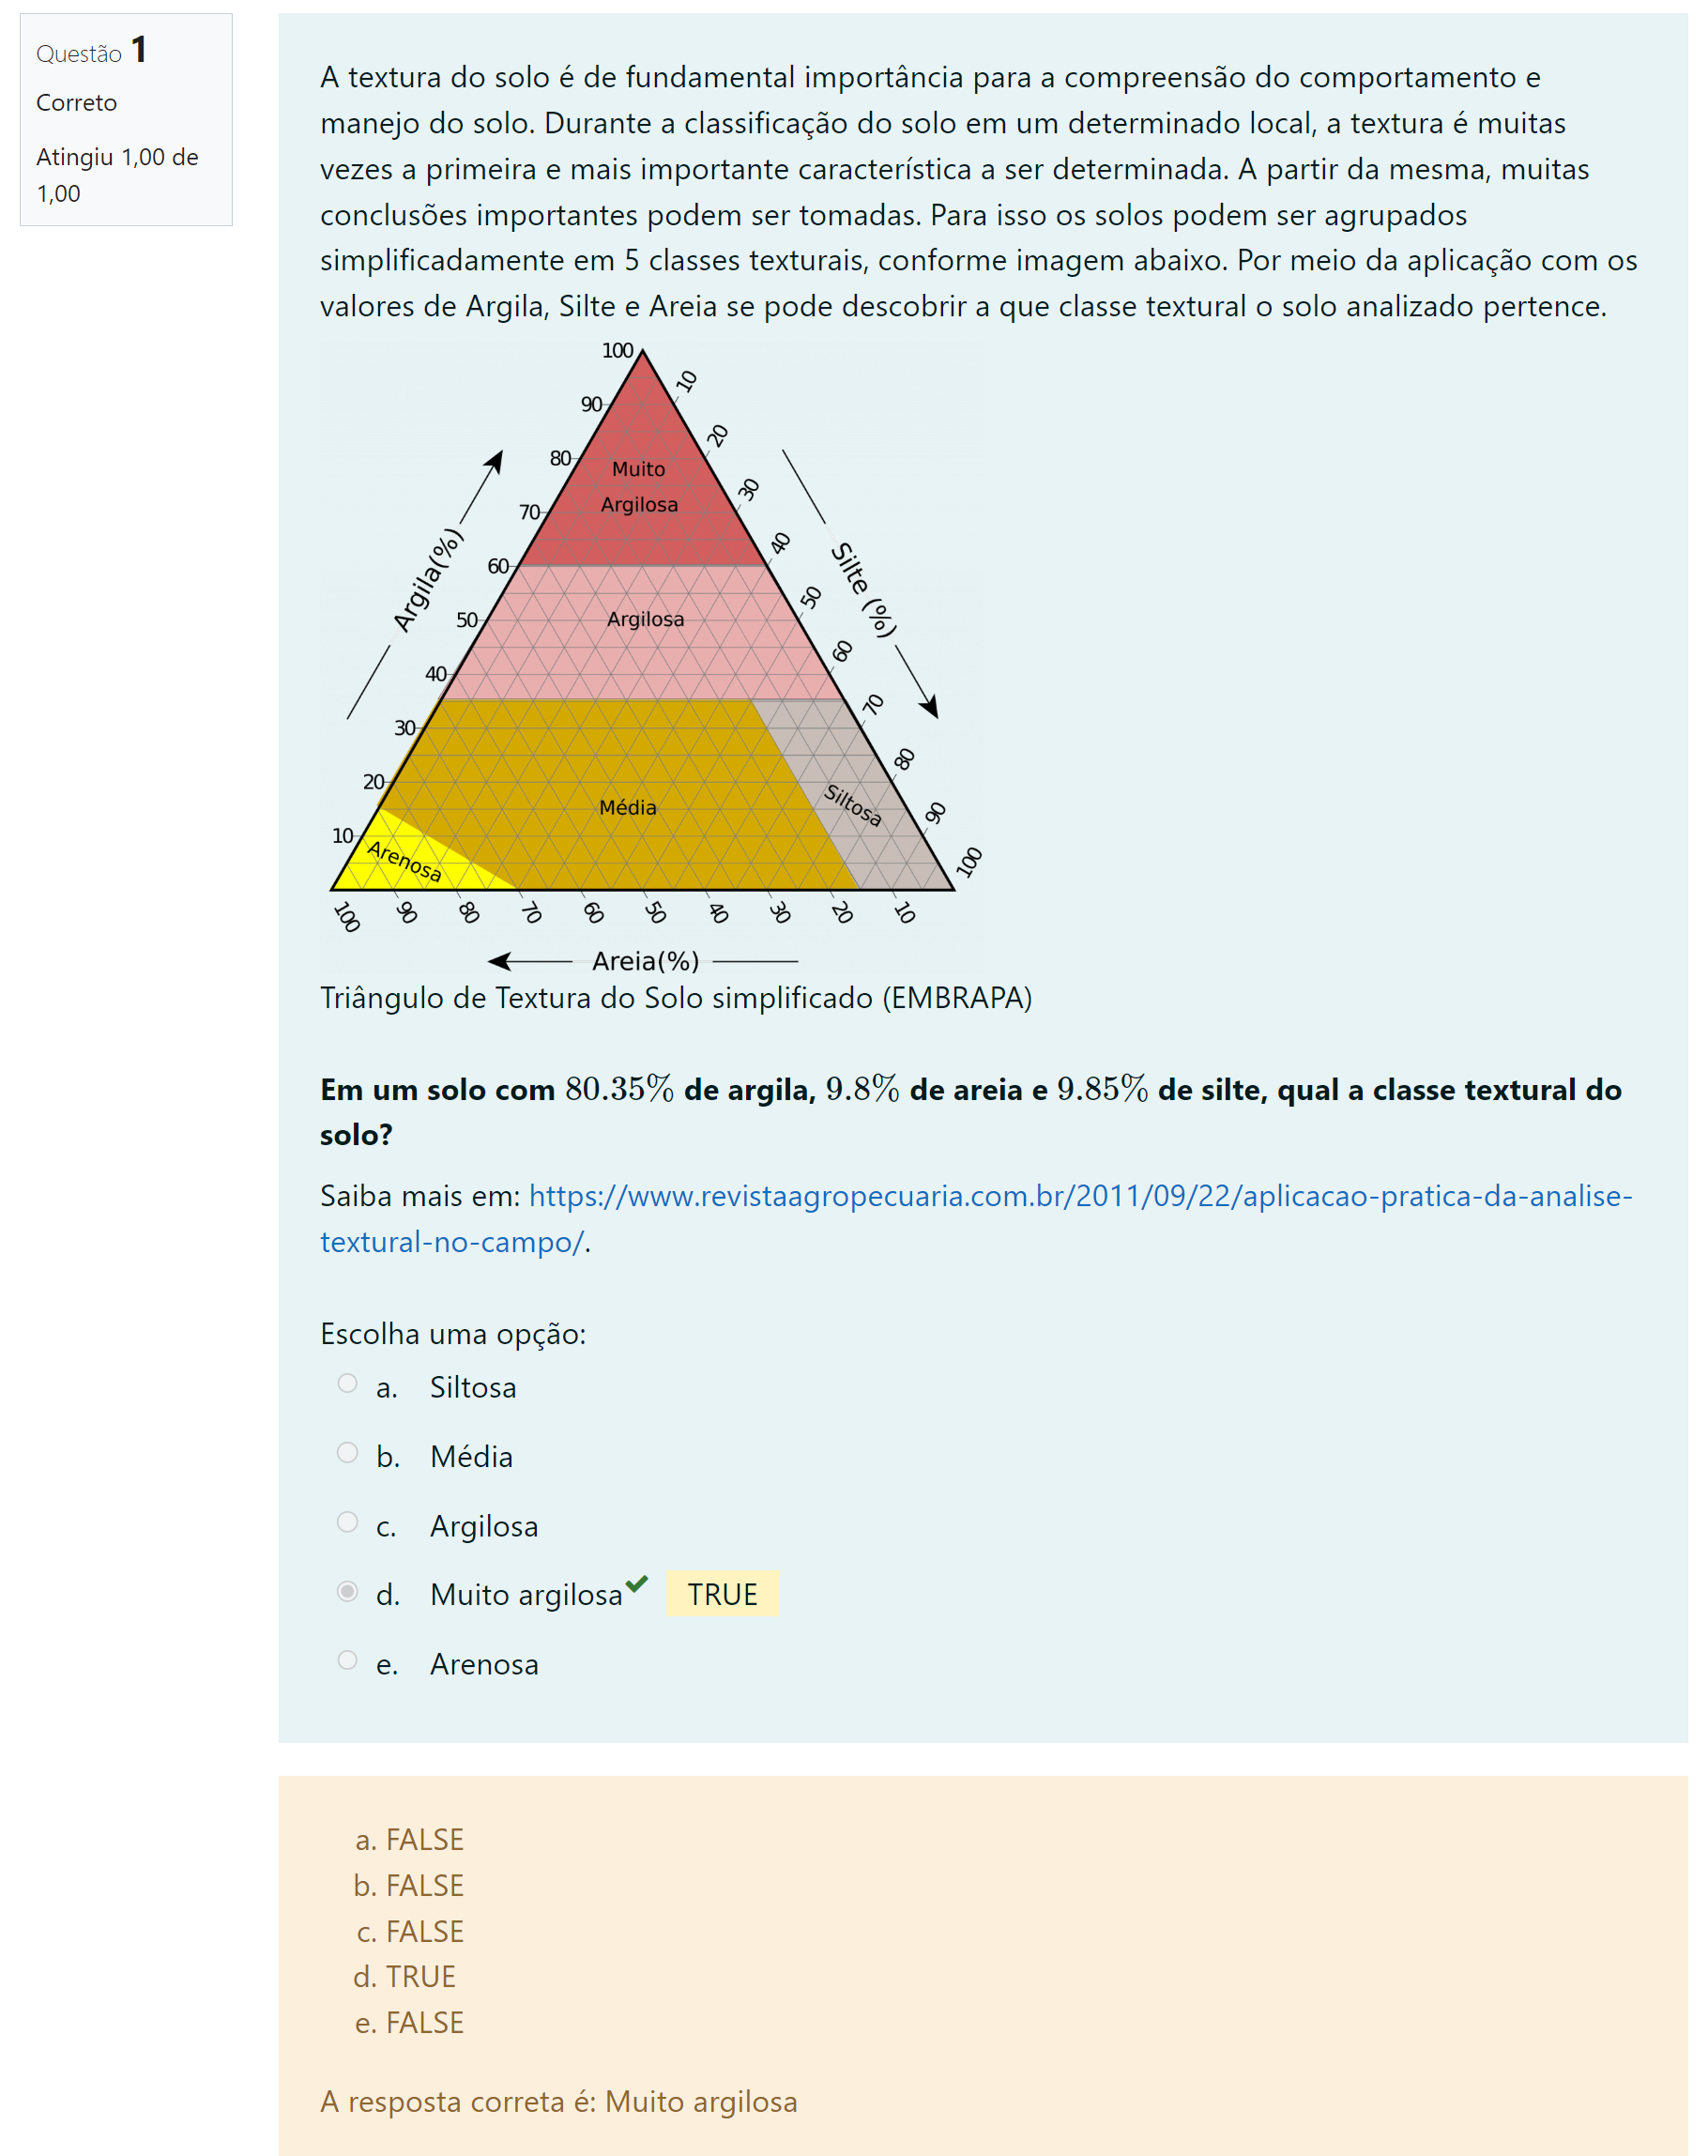 Questão 1
Correto
Atingiu 1,00 de
1,00
A textura do solo é de fundamental importância para a compreensão do comportamento e
manejo do solo. Durante a classificação do solo em um determinado local, a textura é muitas
vezes a primeira e mais importante característica a ser determinada. A partir da mesma, muitas
conclusões importantes podem ser tomadas. Para isso os solos podem ser agrupados
simplificadamente em 5 classes texturais, conforme imagem abaixo. Por meio da aplicação com os
valores de Argila, Silte e Areia se pode descobrir a que classe textural o solo analizado pertence.
100
90
80
70
60
50
40
30
20
10
Argila(%)
10
20
30
40
50
60
70
80
90
100
Silte (%)
Muito
Argilosa
Argilosa
Média
Siltosa
Arenosa
100 90 80 70 60 50 40 30 20 10
Areia(%)
Triângulo de Textura do Solo simplificado (EMBRAPA)
Em um solo com 80.35% de argila, 9.8% de areia e 9.85% de silte, qual a classe textural do
solo?
Saiba mais em: https://www.revistaagropecuaria.com.br/2011/09/22/aplicacao-pratica-da-analise-
textural-no-campo/.
Escolha uma opção:
a. Siltosa
b. Média
c. Argilosa
d. Muito argilosa TRUE
e. Arenosa
a. FALSE
b. FALSE
c. FALSE
d. TRUE
e. FALSE
A resposta correta é: Muito argilosa